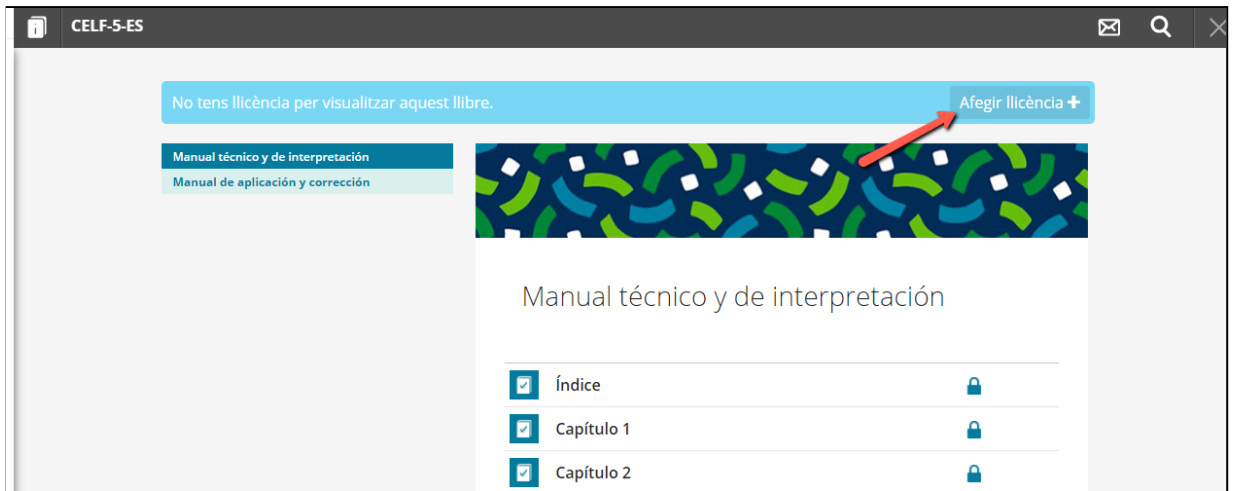 CELF-5-ES
No tens llicència per visualitzar aquest llibre.
Afegir llicència +
Manual técnico y de interpretación
Manual de aplicación y corrección
Manual técnico y de interpretación
Índice
Capítulo 1
Capítulo 2